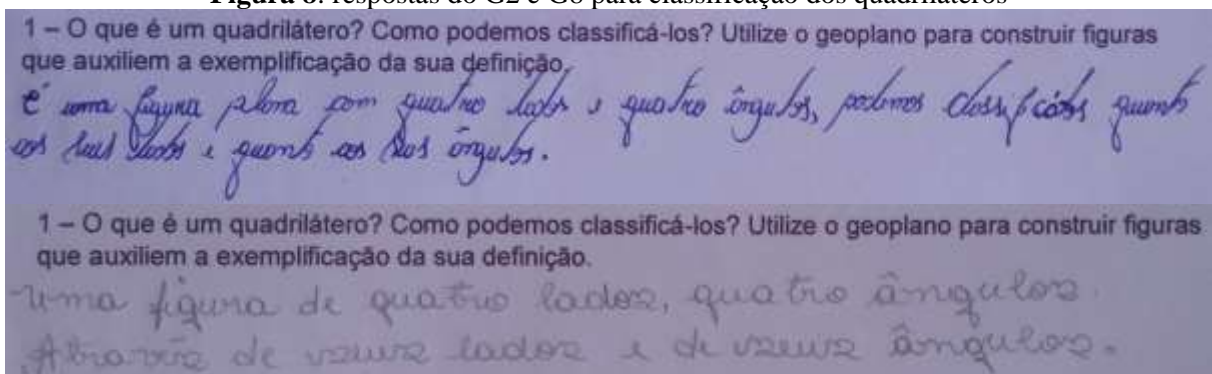 Figura 8: respostas do G2 e G6 para classificação dos quadriláteros
1 – O que é um quadrilátero? Como podemos classificá-los? Utilize o geoplano para construir figuras
que auxiliem a exemplificação da sua definição.
É uma figura plana com quatro lados e quatro ângulos, podemos classificálos quanto
aos seus lados e quanto ao seus ângulos.
1 – O que é um quadrilátero? Como podemos classificá-los? Utilize o geoplano para construir figuras
que auxiliem a exemplificação da sua definição.
Uma figura de quatro lados, quatro ângulos.
Através de seus lados e de seus ângulos.